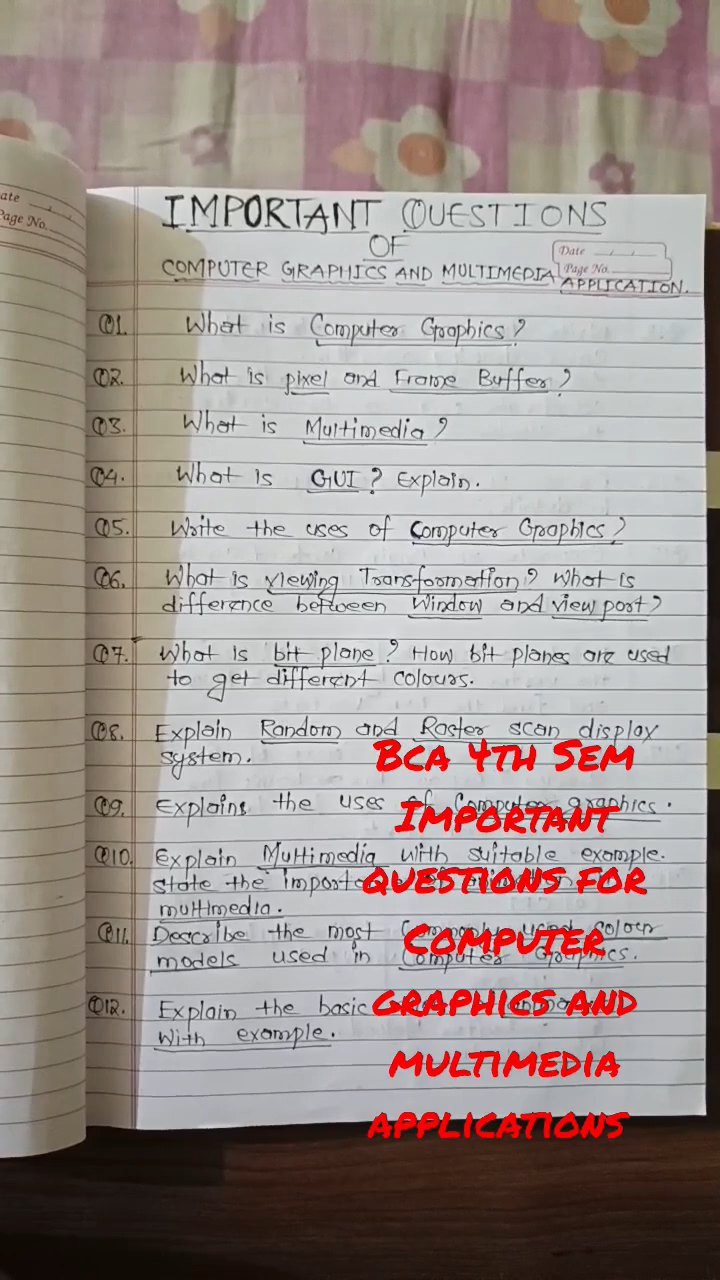 ate
Page No.
IMPORTANT QUESTIONS
OF
Date
Page No.
COMPUTER GRAPHICS AND MULTIMEDIA
APPLICATION.
Q1. What is Computer Graphics?
Q2. What is pixel and Frame Buffer?
Q3. What is Multimedia?
Q4. What is GUI? Explain.
Q5. Write the uses of Computer Graphics?
Q6. What is viewing Transformation? What is
difference between Window and view port?
Q7. What is bit plane? How bit planes are used
to get different colours.
Q8. Explain Random and Raster scan display
system.
Q9. Explains the uses of Computer graphics.
Q10. Explain Multimedia with suitable example.
state the
multimedia.
Q11. Describe the most Commonly used colour
models used in Computer Graphics.
Q12. Explain the basic
With example.
BCA 4TH SEM
IMPORTANT
QUESTIONS FOR
COMPUTER
GRAPHICS AND
MULTIMEDIA
APPLICATIONS